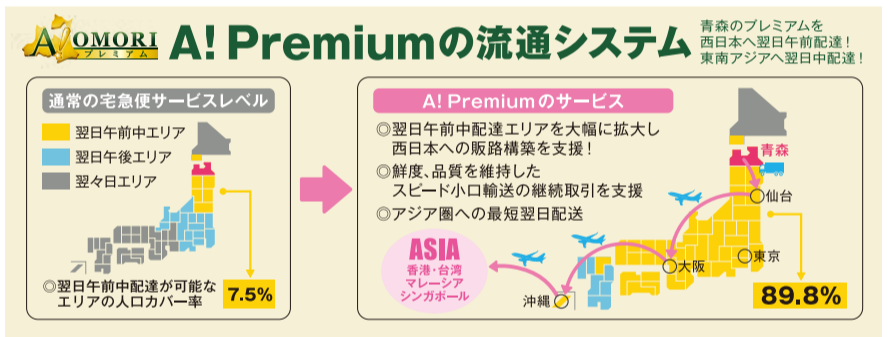 AOMORI
プレミアム
A! Premiumの流通システム
青森のプレミアムを
西日本へ翌日午前配達!
東南アジアへ翌日中配達!
通常の宅急便サービスレベル
翌日午前中エリア
翌日午後エリア
翌々日エリア
◎翌日午前中配達が可能な
エリアの人口カバー率
7.5%
A! Premiumのサービス
◎翌日午前中配達エリアを大幅に拡大し
西日本への販路構築を支援!
◎鮮度、品質を維持した
スピード小口輸送の継続取引を支援
◎アジア圏への最短翌日配送
ASIA
香港・台湾
マレーシア
シンガポール
青森
仙台
東京
大阪
沖縄
89.8%